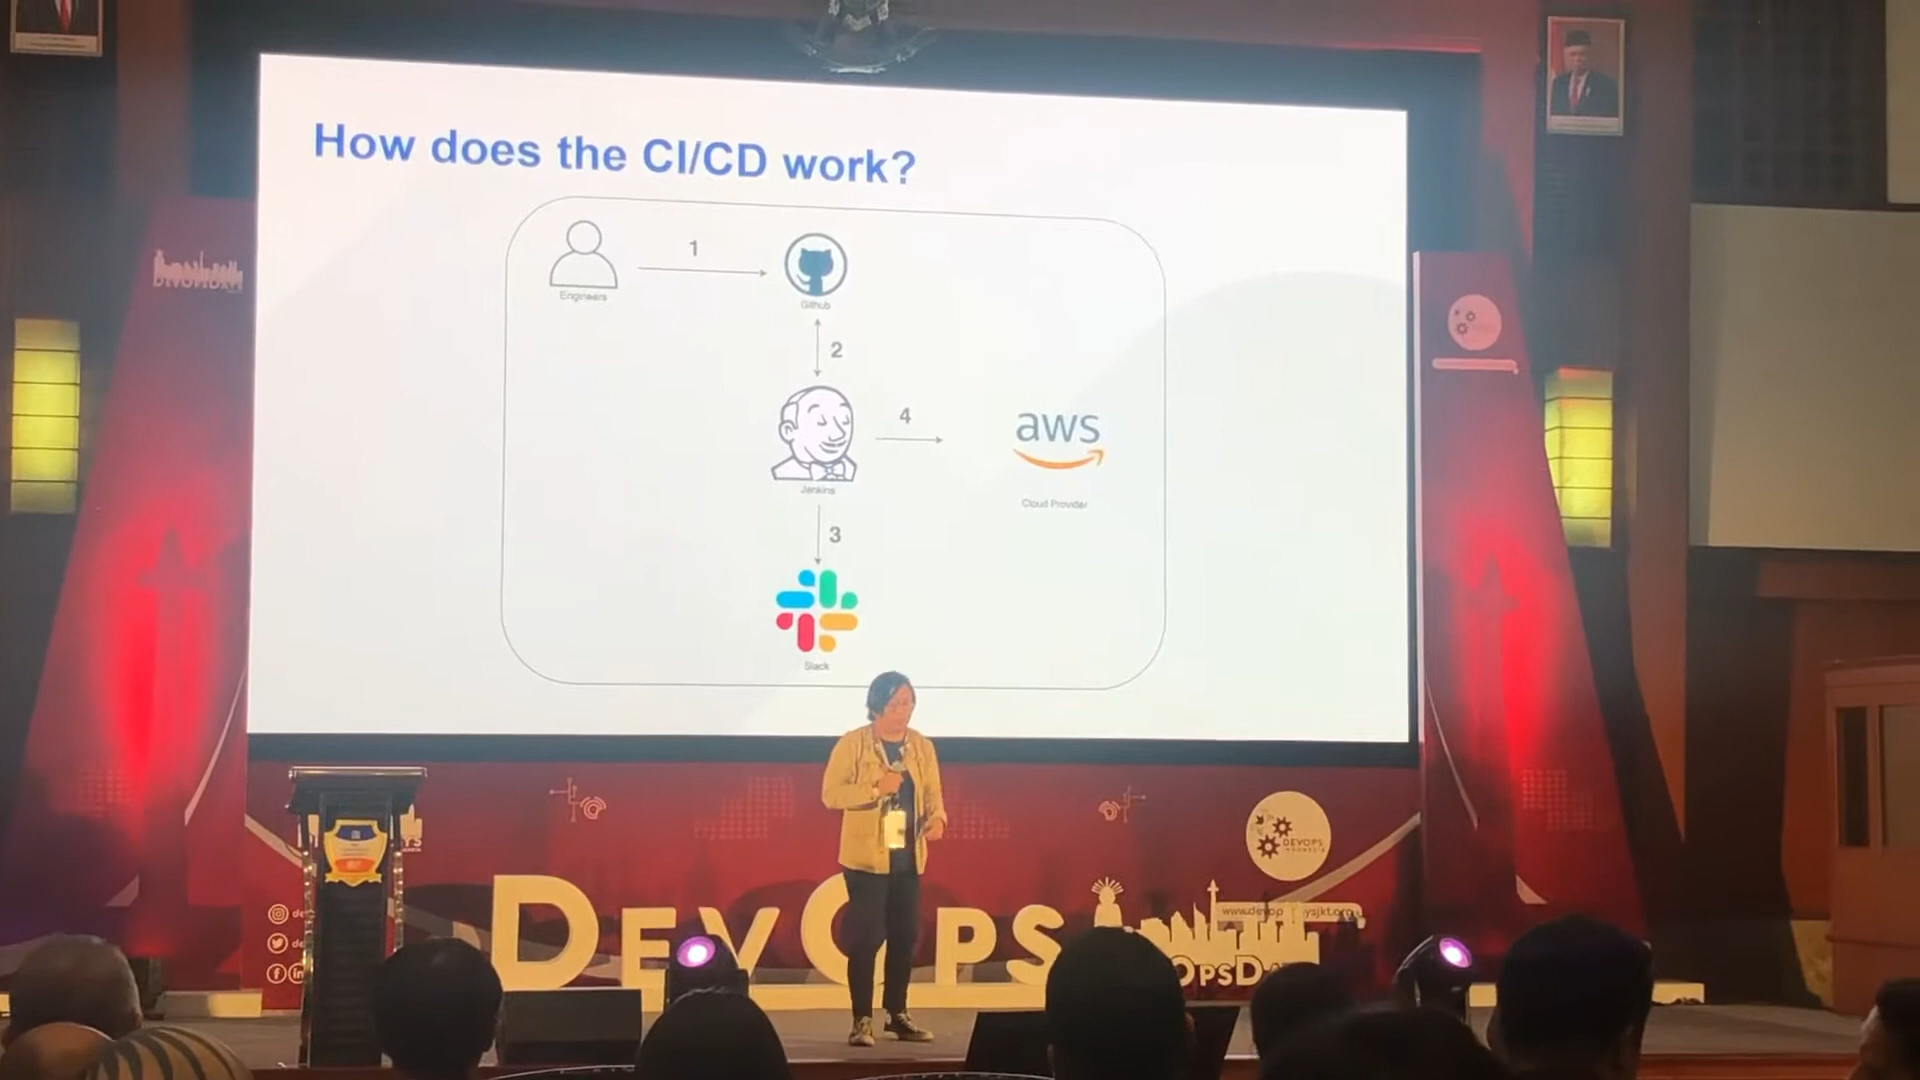 How does the CI/CD work?
1
Engineers
Github
2
4
aws
Jenkins
Cloud Provider
3
Slack
DEVOPS
INDONESIA
DEVOPS